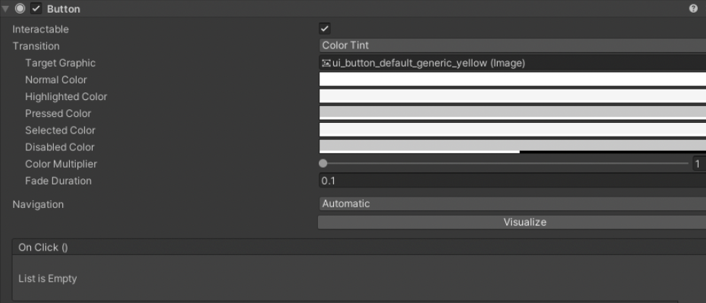 Button
Interactable
Transition Color Tint
Target Graphic ui_button_default_generic_yellow (Image)
Normal Color
Highlighted Color
Pressed Color
Selected Color
Disabled Color
Color Multiplier 1
Fade Duration 0.1
Navigation Automatic
Visualize
On Click ()
List is Empty